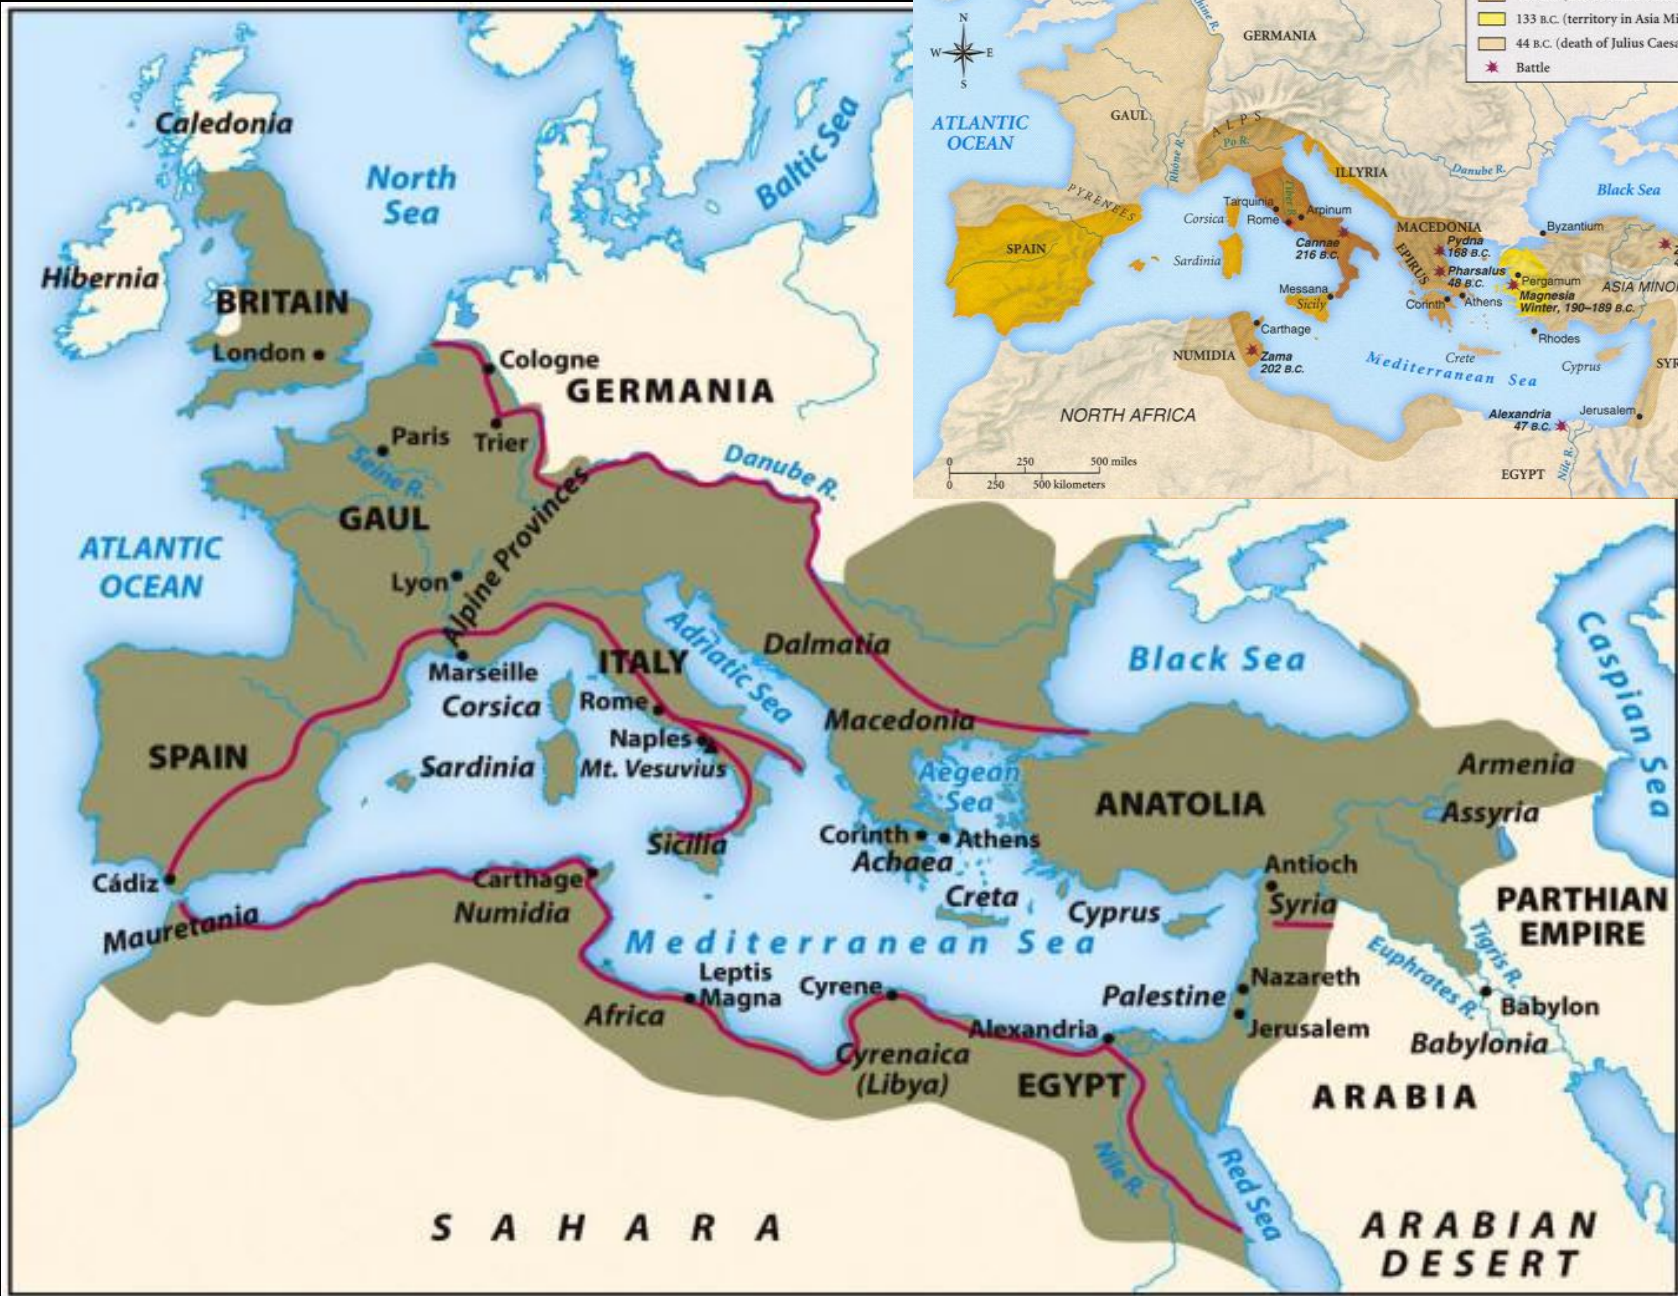 Caledonia
North
Sea
Baltic Sea
Hibernia
BRITAIN
London
Cologne
GERMANIA
Paris
Trier
Seine R.
Danube R.
GAUL
ATLANTIC
OCEAN
Lyon
Alpine Provinces
Marseille
Corsica
ITALY
Adriatic Sea
Dalmatia
Black Sea
Caspian Sea
Rome
Macedonia
SPAIN
Naples
Sardinia
Mt. Vesuvius
Aegean
Sea
ANATOLIA
Armenia
Assyria
Sicilia
Corinth
Athens
Achaea
Antioch
Cádiz
Carthage
Creta
Cyprus
Syria
PARTHIAN
EMPIRE
Mauretania
Numidia
Mediterranean Sea
Tigris R.
Euphrates R.
Leptis
Magna
Cyrene
Palestine
Nazareth
Babylon
Africa
Alexandria
Jerusalem
Babylonia
Cyrenaica
(Libya)
EGYPT
ARABIA
Nile R.
Red Sea
SAHARA
ARABIAN
DESERT
133 B.C. (territory in Asia
44 B.C. (death of Julius
Battle
N
W
E
S
GERMANIA
ATLANTIC
OCEAN
GAUL
ALPS
Po R.
Rhône R.
ILLYRIA
Danube R.
Black Sea
PYRENEES
Tarquinia
Corsica
Rome
Arpinum
MACEDONIA
Byzantium
SPAIN
Cannae
216 B.C.
Pydna
168 B.C.
EPIRUS
Sardinia
Pharsalus
48 B.C.
Pergamum
Messana
Sicily
Corinth
Athens
Magnesia
Winter, 190–189 B.C.
Carthage
Rhodes
NUMIDIA
Zama
202 B.C.
Crete
Cyprus
Mediterranean Sea
NORTH AFRICA
Alexandria
47 B.C.
Jerusalem
EGYPT
Nile R.
0 250 500 miles
0 250 500 kilometers